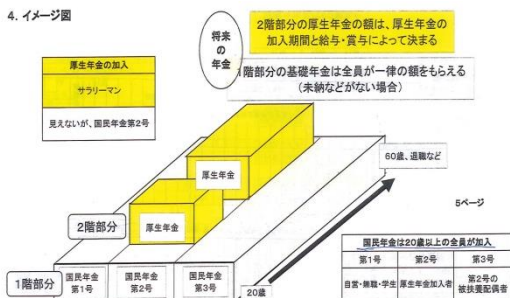 4. イメージ図
将来
の
年金
2階部分の厚生年金の額は、厚生年金の
加入期間と給与・賞与によって決まる
1階部分の基礎年金は全員が一律の額をもらえる
(未納などがない場合)
厚生年金の加入
サラリーマン
見えないが、国民年金第2号
厚生年金
60歳、退職など
厚生年金
2階部分
5ページ
1階部分
国民年金
第1号
国民年金
第2号
国民年金
第3号
20歳
国民年金は20歳以上の全員が加入
第1号 第2号 第3号
自営・無職・学生 厚生年金加入者 第2号の
被扶養配偶者